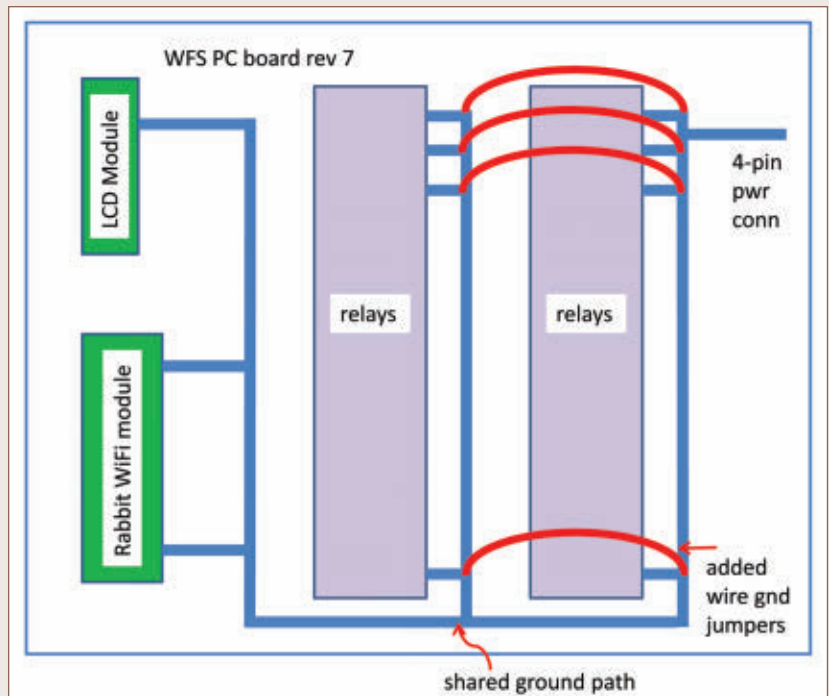 WFS PC board rev 7
LCD Module
4-pin
pwr
conn
relays
relays
Rabbit WiFi module
added
wire gnd
jumpers
shared ground path